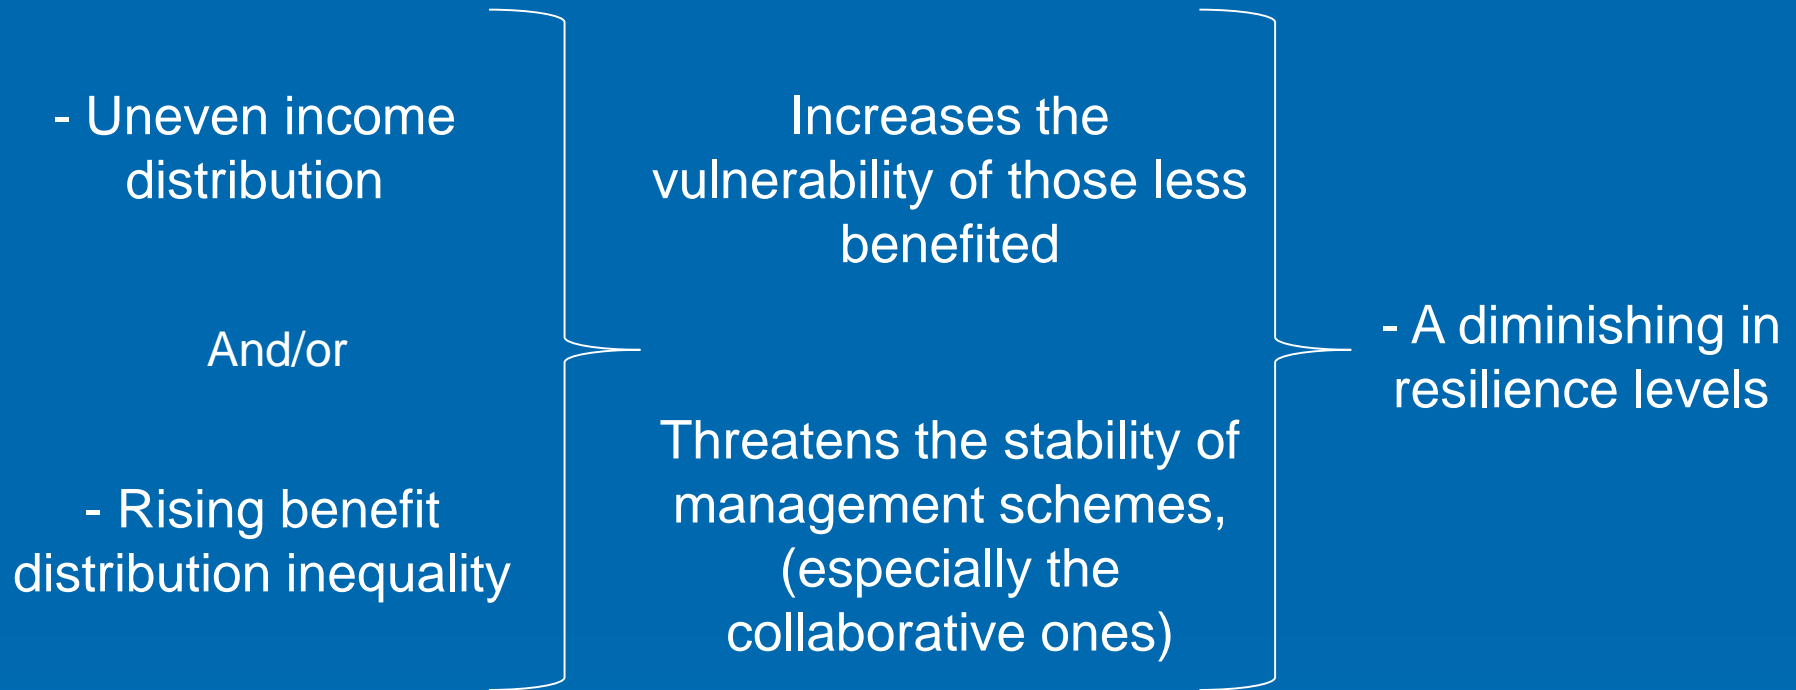 - Uneven income
distribution
And/or
- Rising benefit
distribution inequality
Increases the
vulnerability of those less
benefited
Threatens the stability of
management schemes,
(especially the
collaborative ones)
- A diminishing in
resilience levels